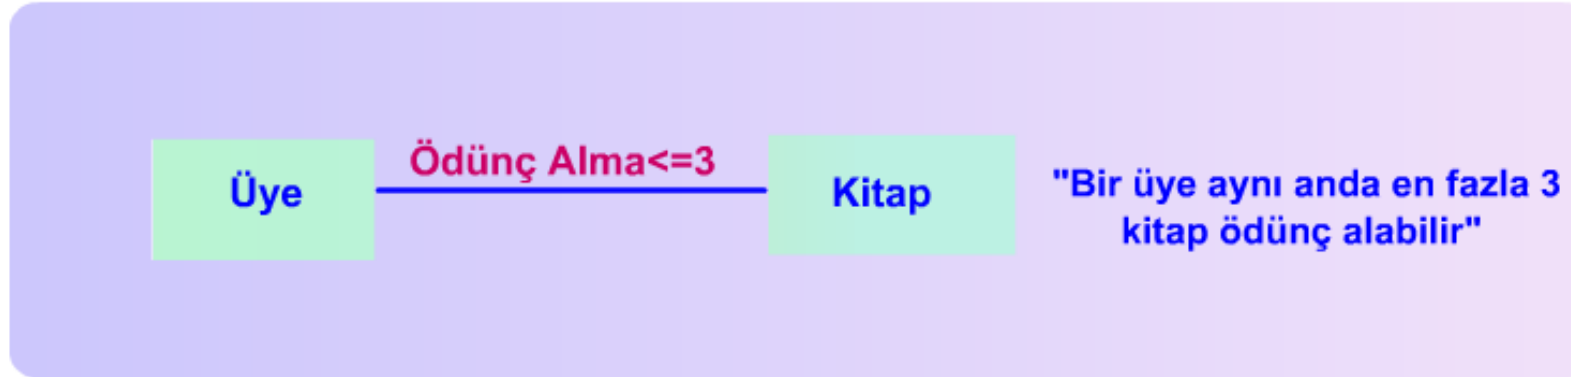 Üye
Ödünç Alma<=3
Kitap
"Bir üye aynı anda en fazla 3
kitap ödünç alabilir"